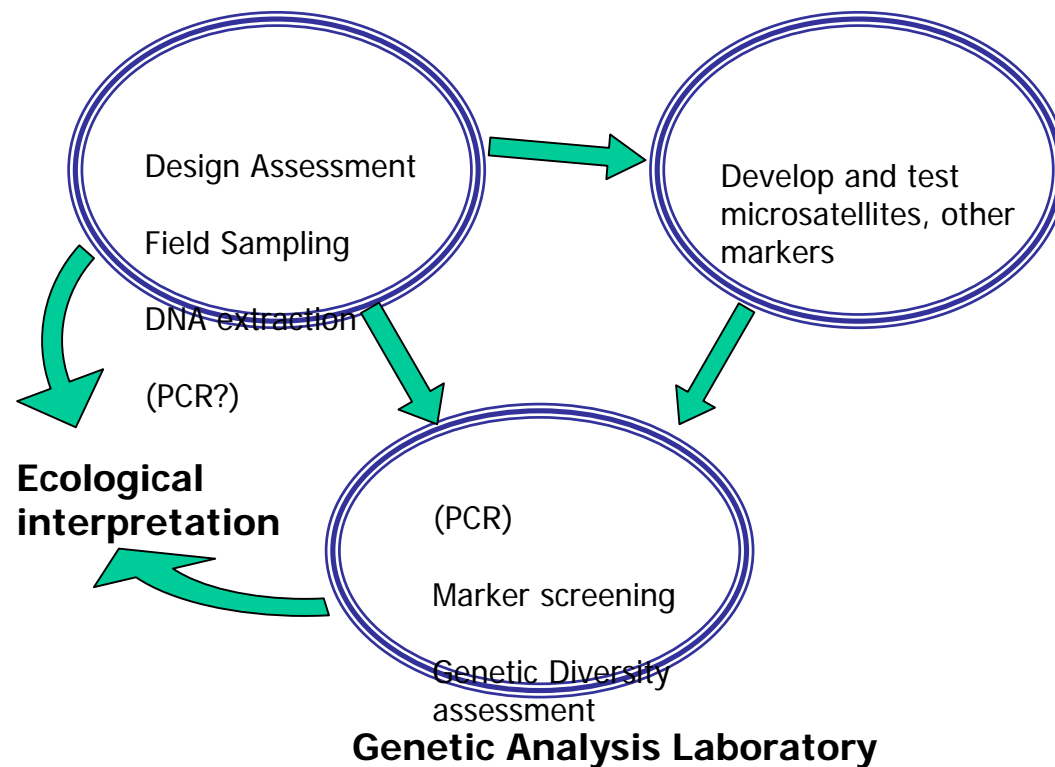 Design Assessment
Field Sampling
DNA extraction
(PCR?)
Develop and test
microsatellites, other
markers
Ecological
interpretation
(PCR)
Marker screening
Genetic Diversity
assessment
Genetic Analysis Laboratory